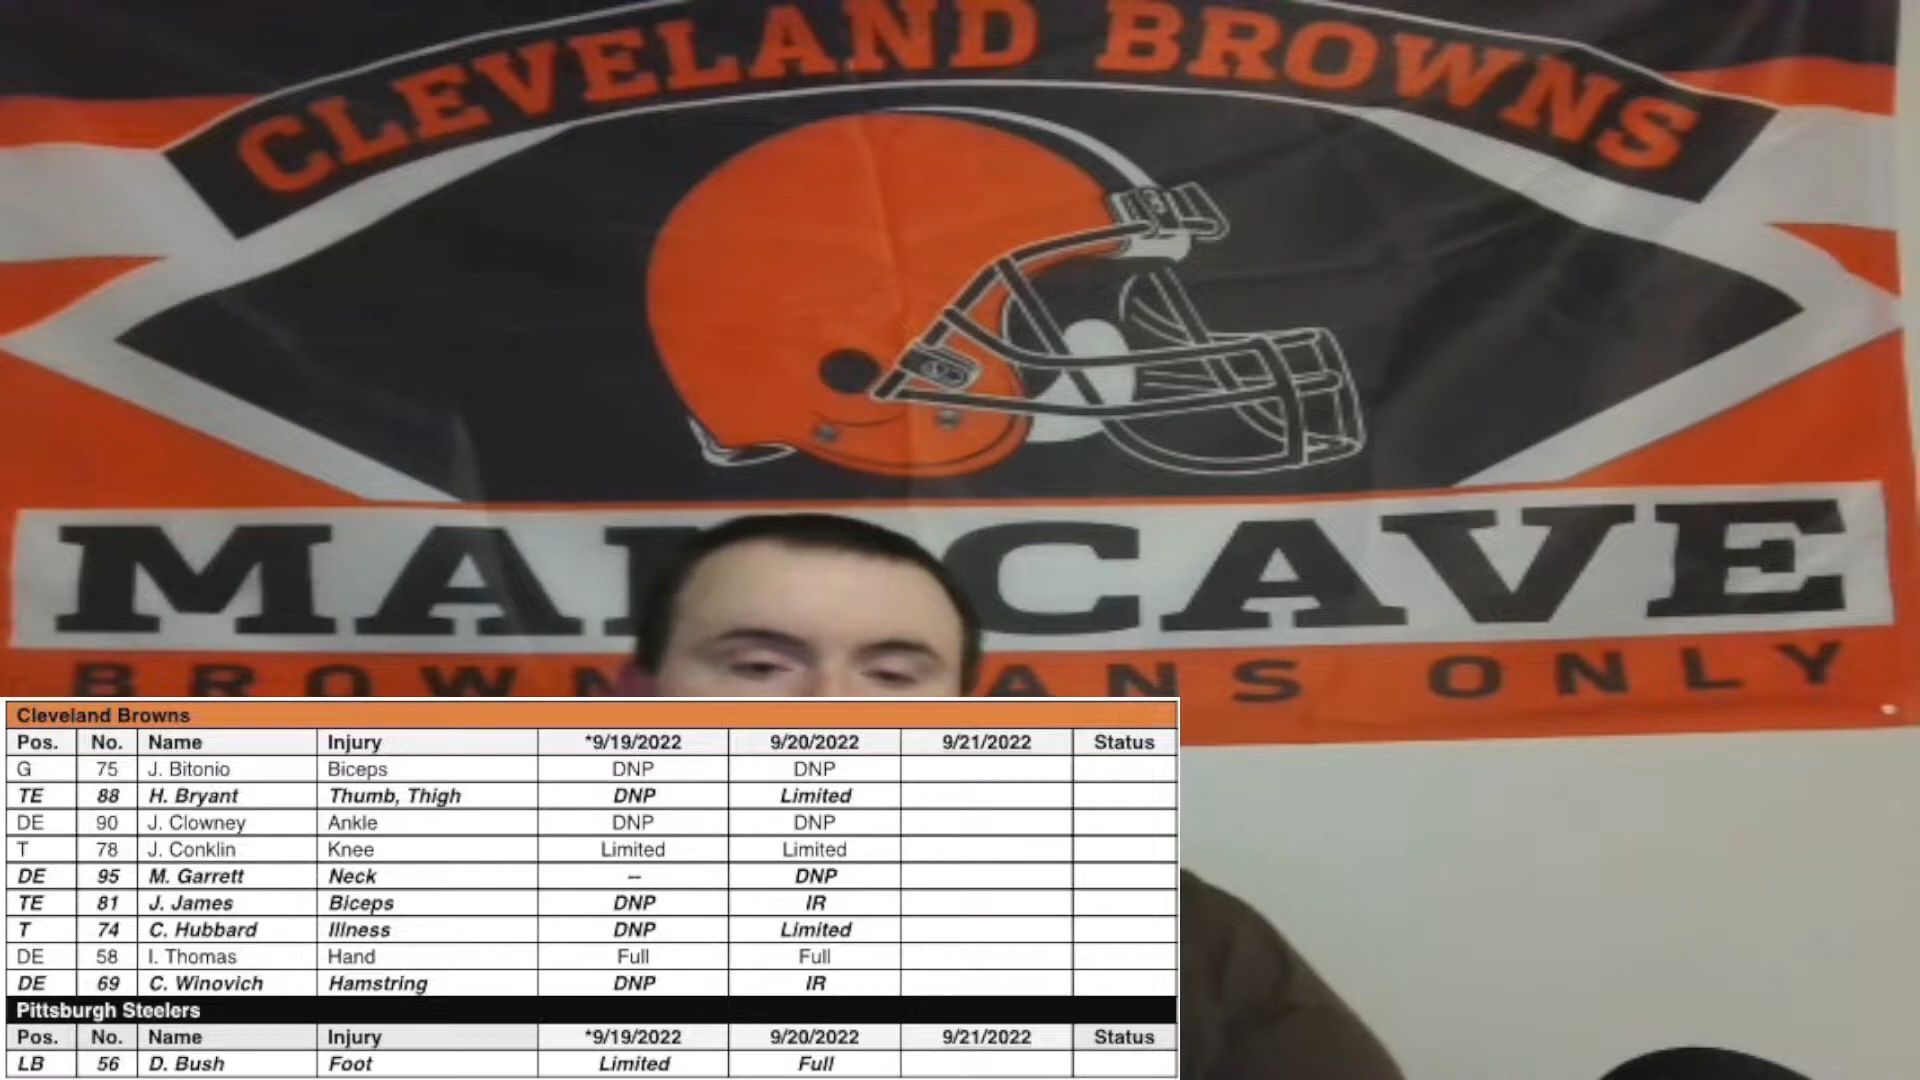 CLEVELAND BROWNS
CAVE
ONLY
Cleveland Browns
Pos. No. Name Injury *9/19/2022 9/20/2022 9/21/2022 Status
G 75 J. Bitonio Biceps DNP DNP
TE 88 H. Bryant Thumb, Thigh DNP Limited
DE 90 J. Clowney Ankle DNP DNP
T 78 J. Conklin Knee Limited Limited
DE 95 M. Garrett Neck -- DNP
TE 81 J. James Biceps DNP IR
T 74 C. Hubbard Illness DNP Limited
DE 58 I. Thomas Hand Full Full
DE 69 C. Winovich Hamstring DNP IR
Pittsburgh Steelers
Pos. No. Name Injury *9/19/2022 9/20/2022 9/21/2022 Status
LB 56 D. Bush Foot Limited Full